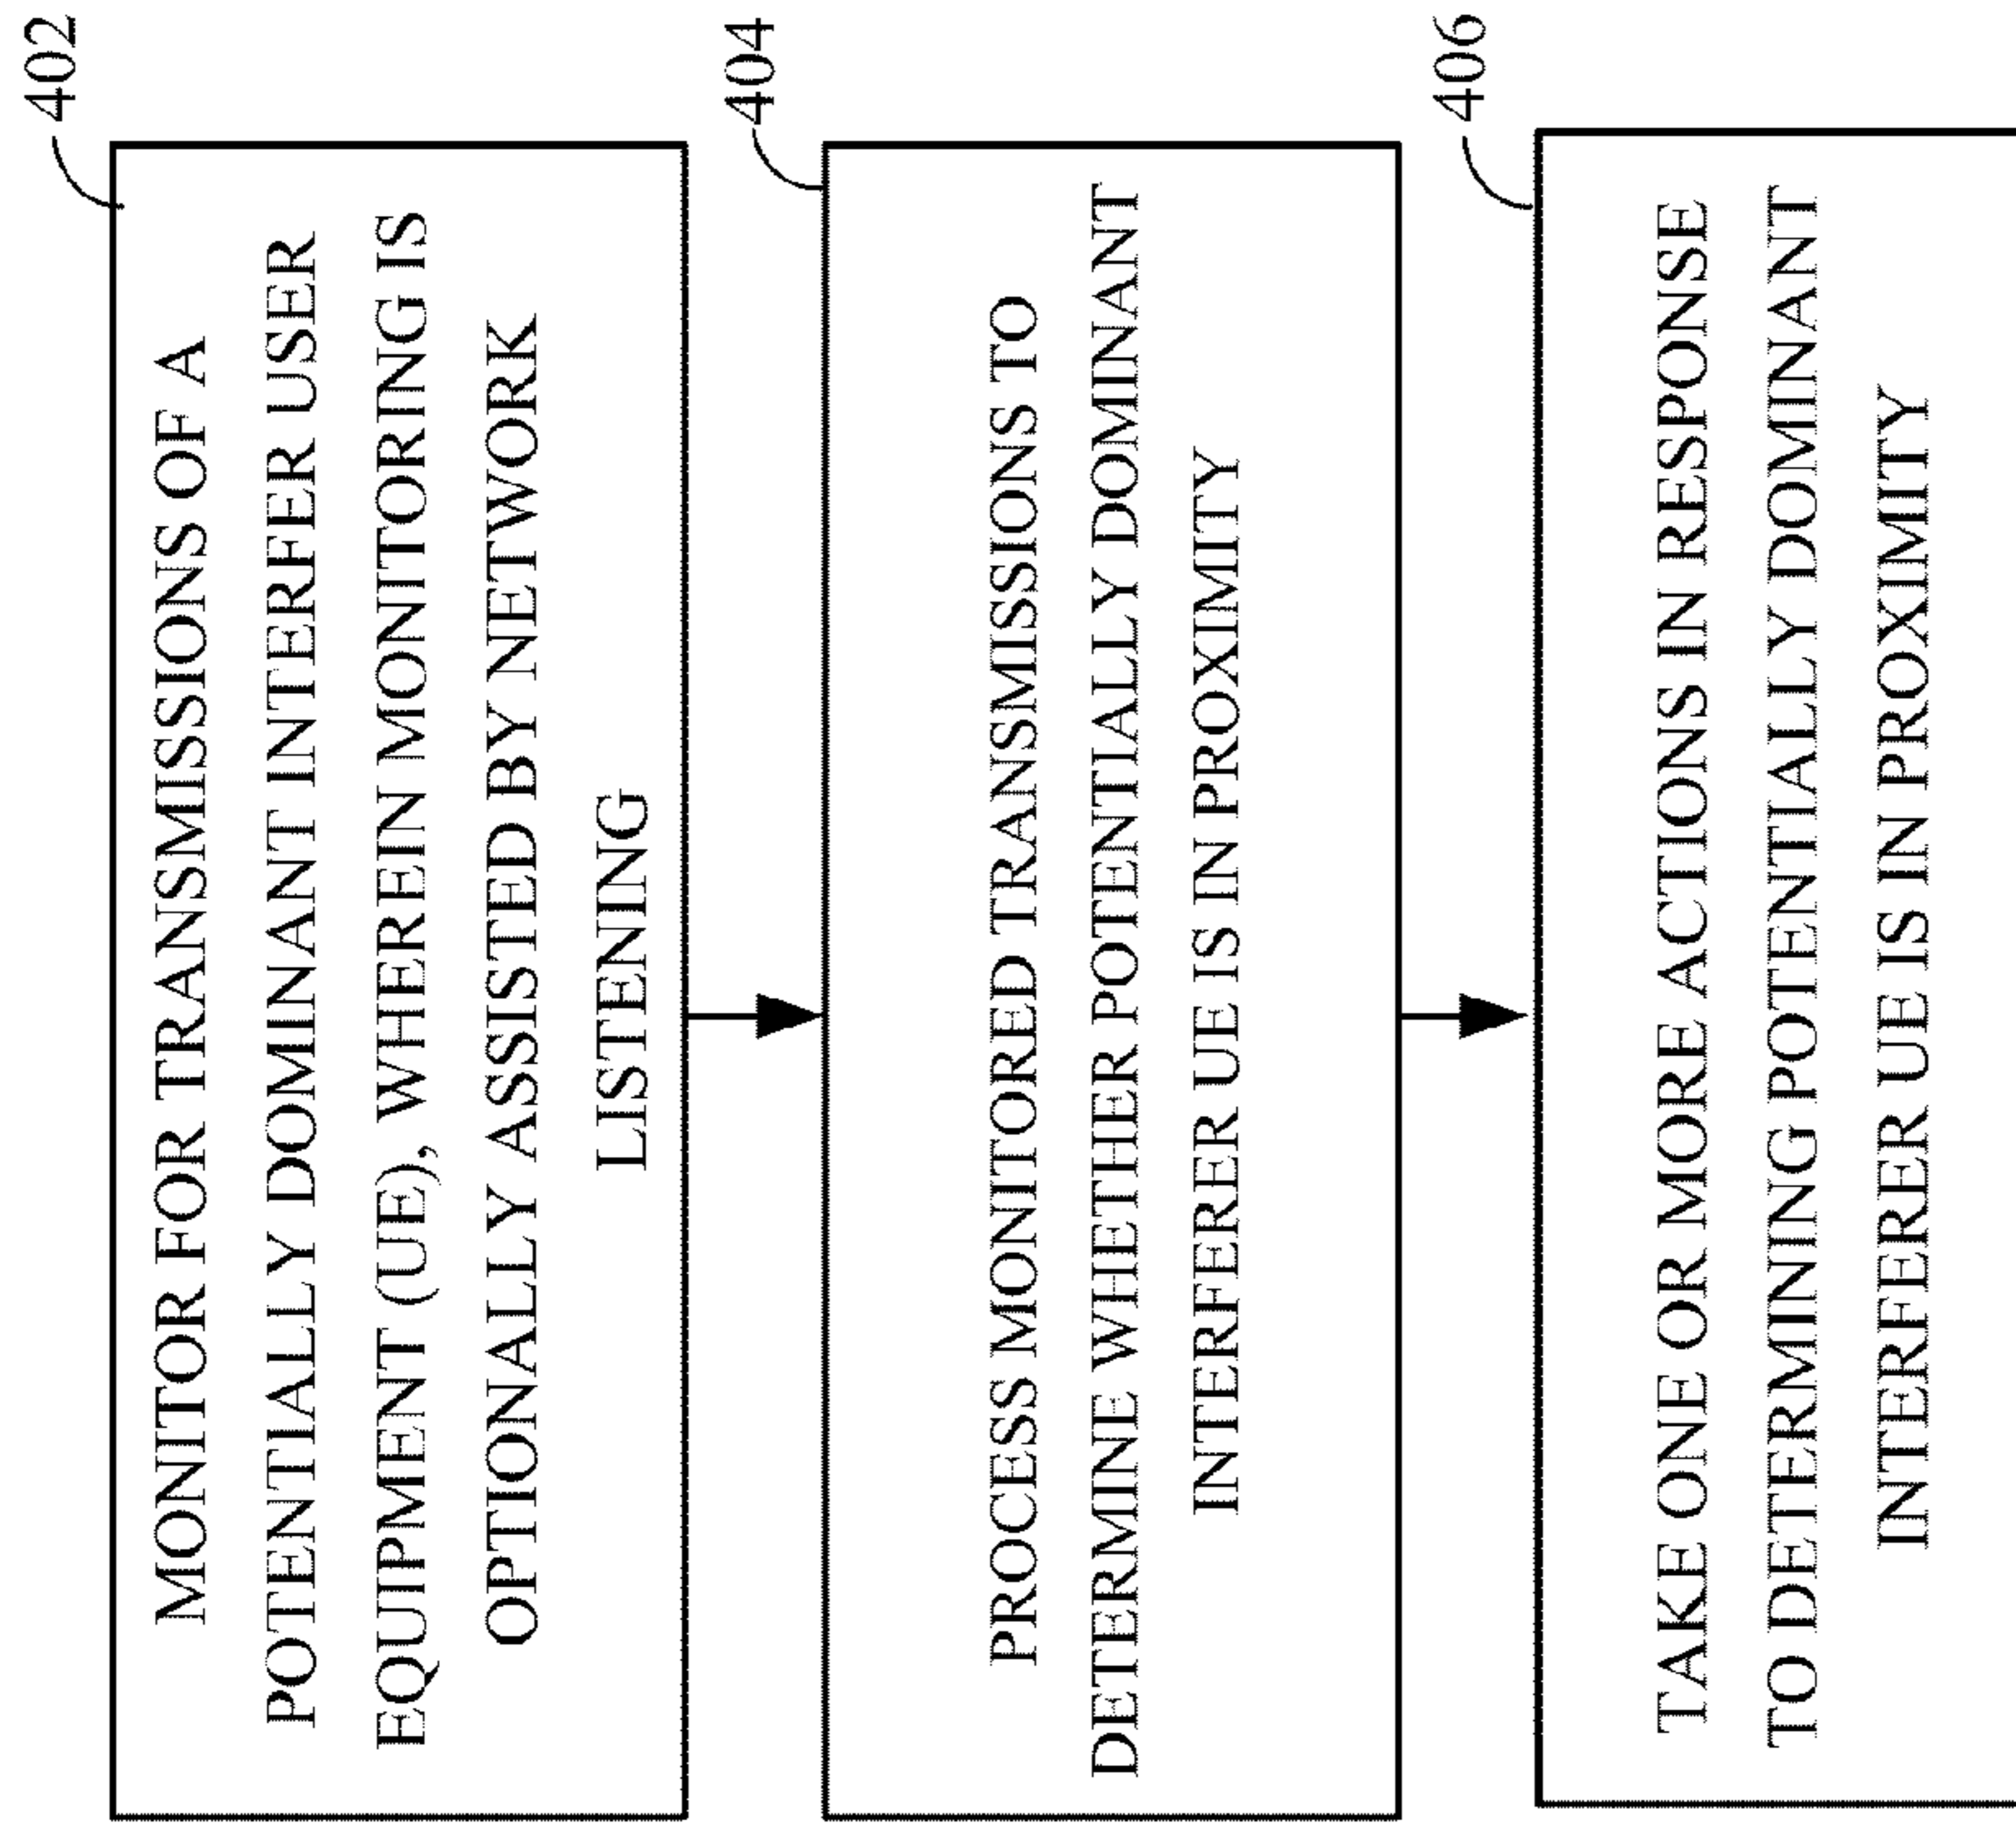 402
MONITOR FOR TRANSMISSIONS OF A
POTENTIALLY DOMINANT INTERFER USER
EQUIPMENT (UE), WHEREIN MONITORING IS
OPTIONALLY ASSISTED BY NETWORK
LISTENING
404
PROCESS MONITORED TRANSMISSIONS TO
DETERMINE WHETHER POTENTIALLY DOMINANT
INTERFERER UE IS IN PROXIMITY
406
TAKE ONE OR MORE ACTIONS IN RESPONSE
TO DETERMINING POTENTIALLY DOMINANT
INTERFERER UE IS IN PROXIMITY